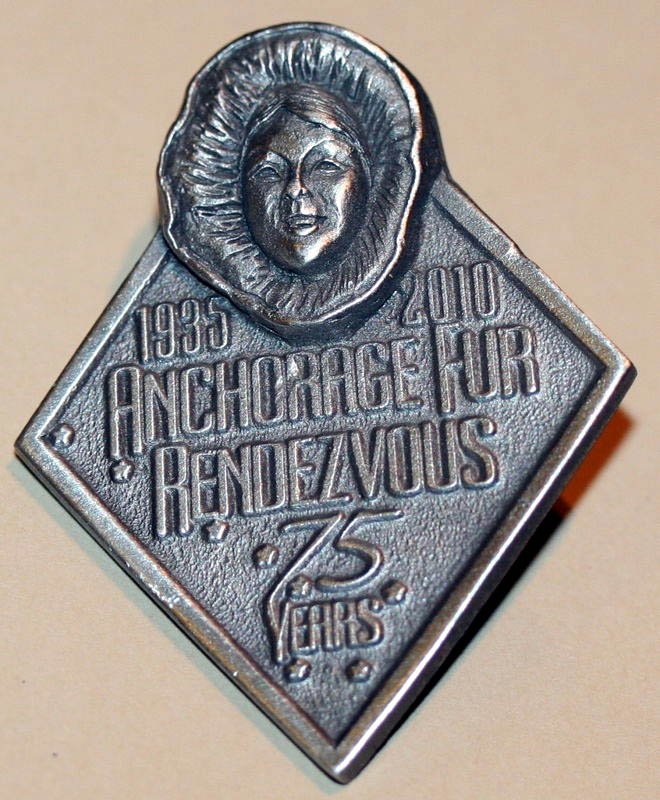 1935 2010
ANCHORAGE FUR
RENDEZVOUS
75
YEARS